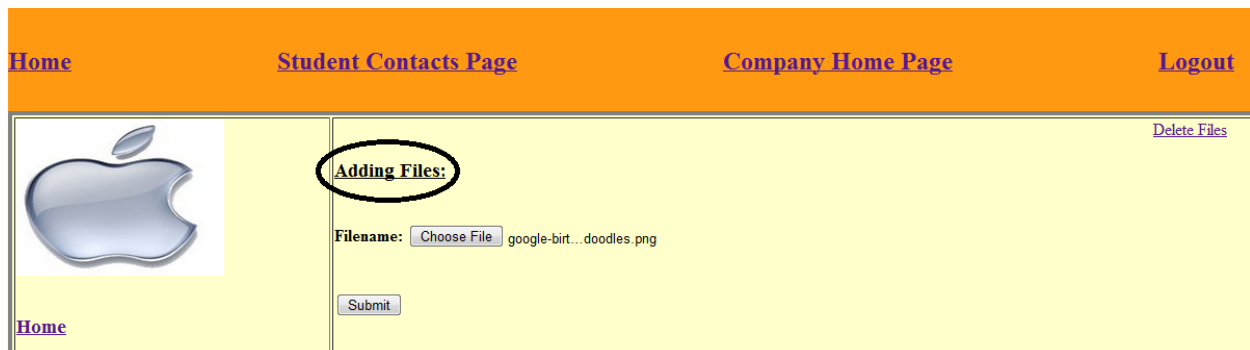 Home Student Contacts Page Company Home Page Logout
Delete Files
Adding Files:
Filename: Choose File google-birt...doodles.png
Submit
Home